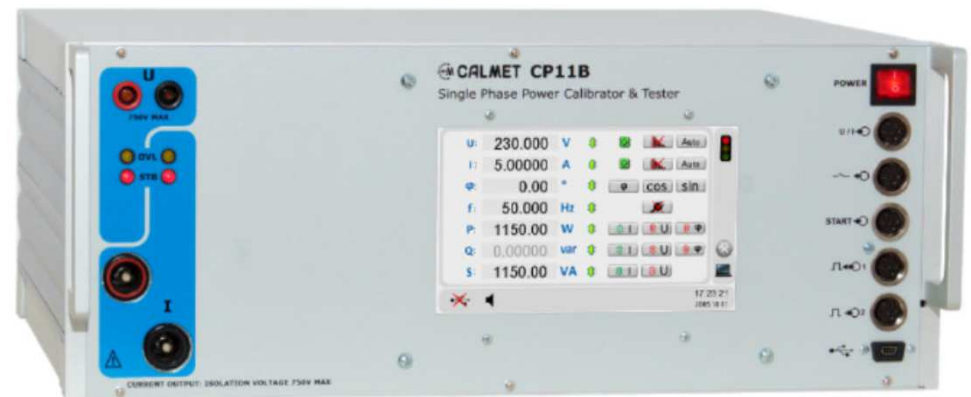 CALMET CP11B
Single Phase Power Calibrator & Tester
U
750V MAX
OVL
STB
I
CURRENT OUTPUT: ISOLATION VOLTAGE 750V MAX
U: 230.000 V Auto
I: 5.00000 A Auto
φ: 0.00 ° φ cos sin
f: 50.000 Hz
P: 1150.00 W
Q: 0.00000 var
S: 1150.00 VA
POWER
START
1
2